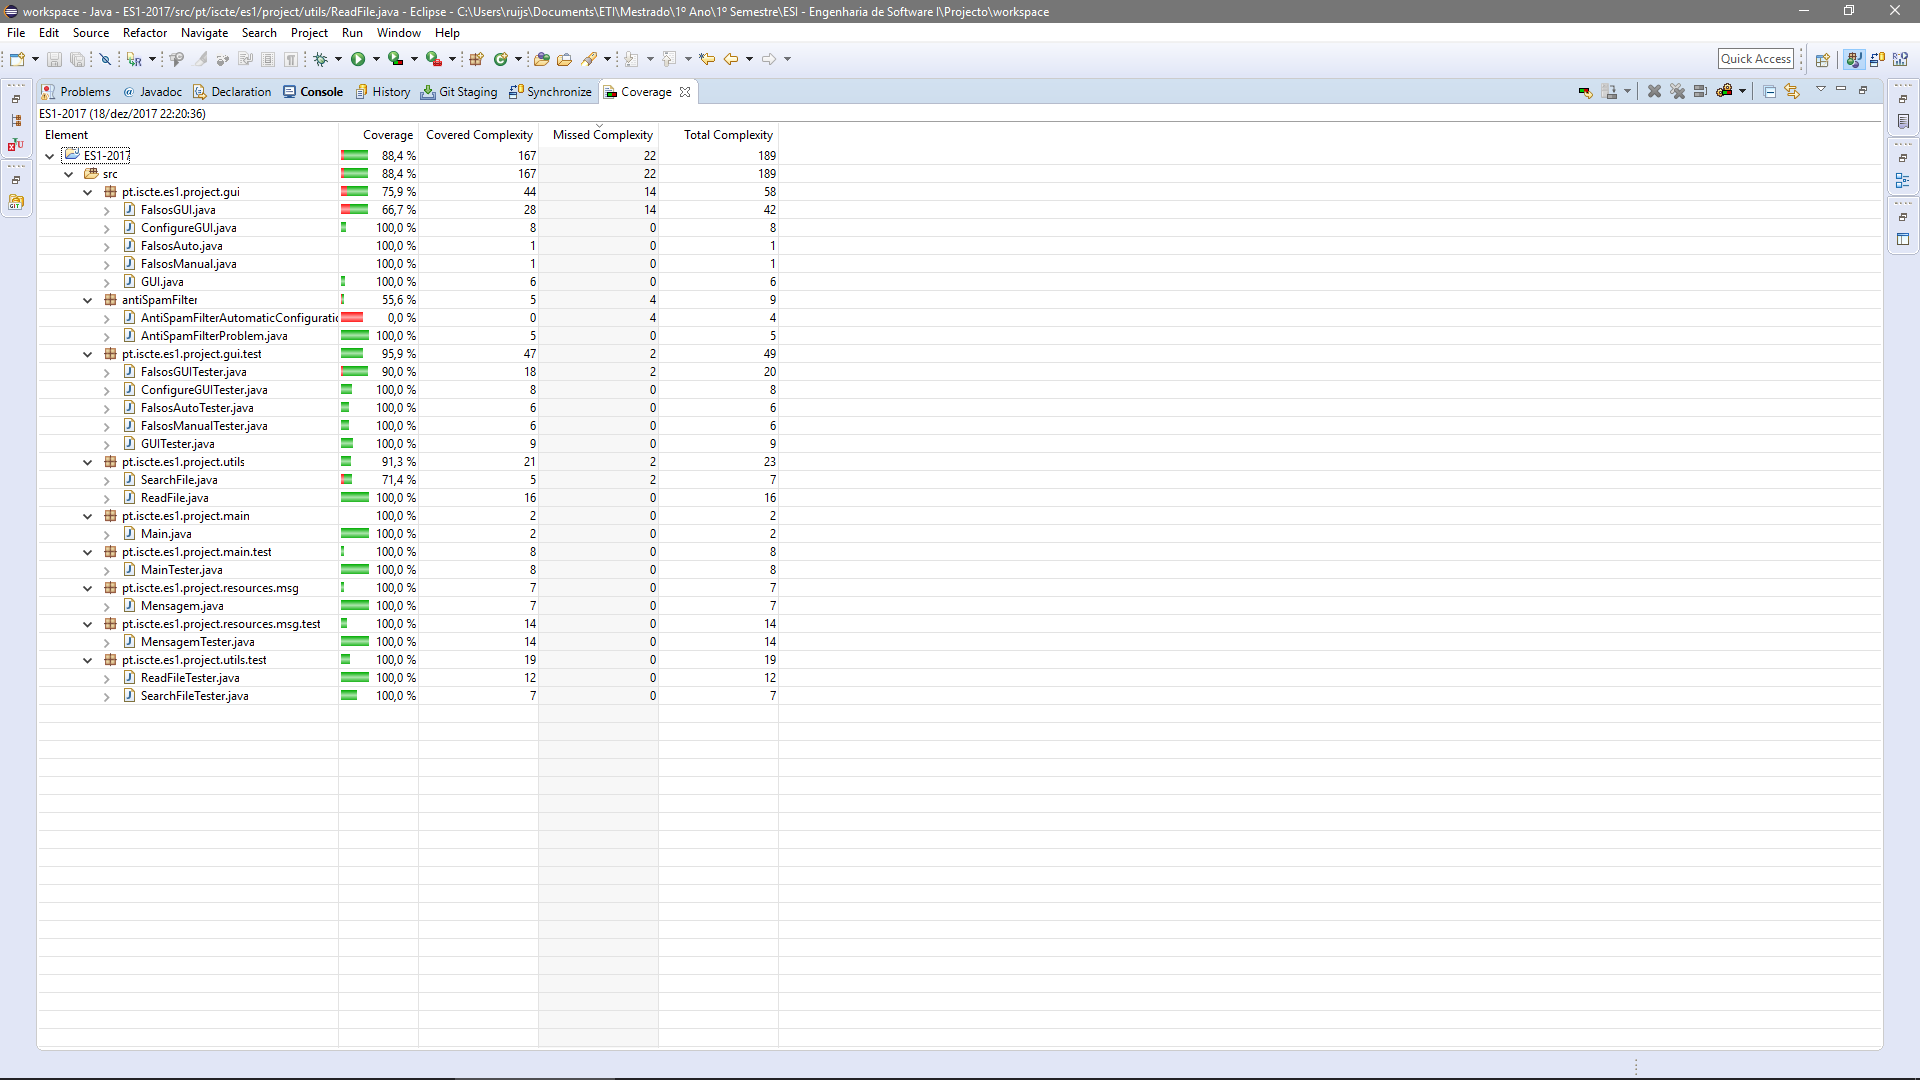 workspace - Java - ES1-2017/src/pt/iscte/es1/project/utils/ReadFile.java - Eclipse - C:\Users\ruijs\Documents\ETI\Mestrado\1º Ano\1º Semestre\ESI - Engenharia de Software I\Projecto\workspace
File Edit Source Refactor Navigate Search Project Run Window Help
Quick Access
Problems Javadoc Declaration Console History Git Staging Synchronize Coverage
ES1-2017 (18/dez/2017 22:20:36)
Element Coverage Covered Complexity Missed Complexity Total Complexity
ES1-2017 88,4 % 167 22 189
src 88,4 % 167 22 189
pt.iscte.es1.project.gui 75,9 % 44 14 58
FalsosGUI.java 66,7 % 28 14 42
ConfigureGUI.java 100,0 % 8 0 8
FalsosAuto.java 100,0 % 1 0 1
FalsosManual.java 100,0 % 1 0 1
GUI.java 100,0 % 6 0 6
antiSpamFilter 55,6 % 5 4 9
AntiSpamFilterAutomaticConfiguratic 0,0 % 0 4 4
AntiSpamFilterProblem.java 100,0 % 5 0 5
pt.iscte.es1.project.gui.test 95,9 % 47 2 49
FalsosGUITester.java 90,0 % 18 2 20
ConfigureGUITester.java 100,0 % 8 0 8
FalsosAutoTester.java 100,0 % 6 0 6
FalsosManualTester.java 100,0 % 6 0 6
GUITester.java 100,0 % 9 0 9
pt.iscte.es1.project.utils 91,3 % 21 2 23
SearchFile.java 71,4 % 5 2 7
ReadFile.java 100,0 % 16 0 16
pt.iscte.es1.project.main 100,0 % 2 0 2
Main.java 100,0 % 2 0 2
pt.iscte.es1.project.main.test 100,0 % 8 0 8
MainTester.java 100,0 % 8 0 8
pt.iscte.es1.project.resources.msg 100,0 % 7 0 7
Mensagem.java 100,0 % 7 0 7
pt.iscte.es1.project.resources.msg.test 100,0 % 14 0 14
MensagemTester.java 100,0 % 14 0 14
pt.iscte.es1.project.utils.test 100,0 % 19 0 19
ReadFileTester.java 100,0 % 12 0 12
SearchFileTester.java 100,0 % 7 0 7